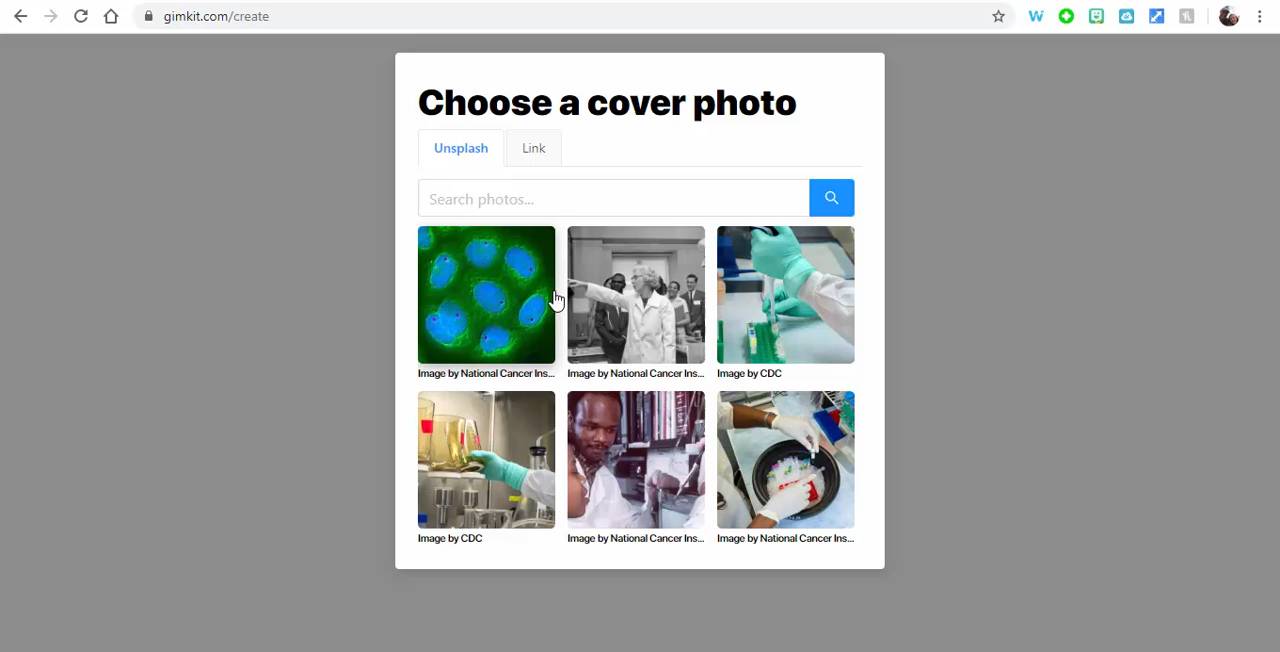 gimkit.com/create
Choose a cover photo
Unsplash
Link
Search photos...
Image by National Cancer Ins...
Image by National Cancer Ins...
Image by CDC
Image by CDC
Image by National Cancer Ins...
Image by National Cancer Ins...